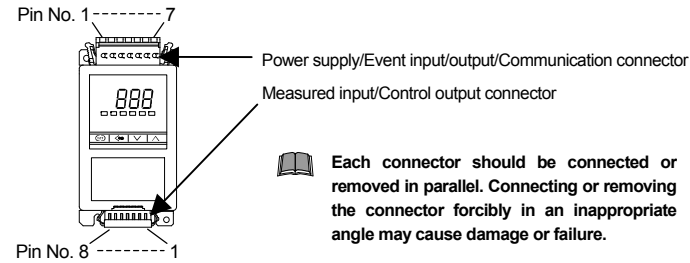 Pin No. 1 - - - - - - - - 7
Power supply/Event input/output/Communication connector
Measured input/Control output connector
888
Each connector should be connected or
removed in parallel. Connecting or removing
the connector forcibly in an inappropriate
angle may cause damage or failure.
Pin No. 8 - - - - - - - - 1